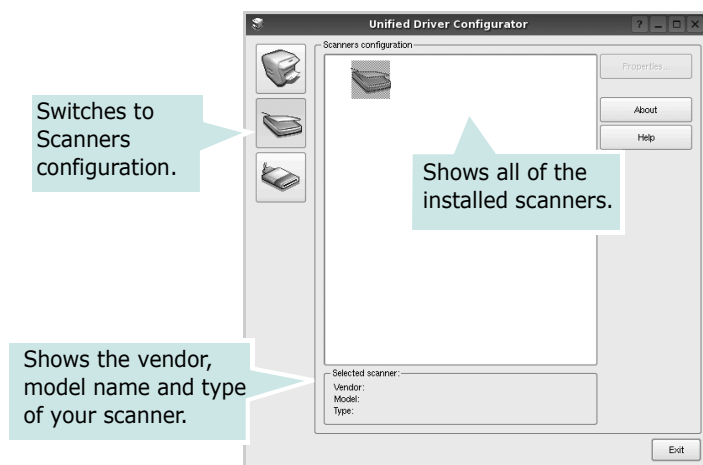 Unified Driver Configurator
Scanners configuration
Properties...
About
Help
Switches to
Scanners
configuration.
Shows all of the
installed scanners.
Shows the vendor,
model name and type
of your scanner.
Selected scanner:
Vendor:
Model:
Type:
Exit